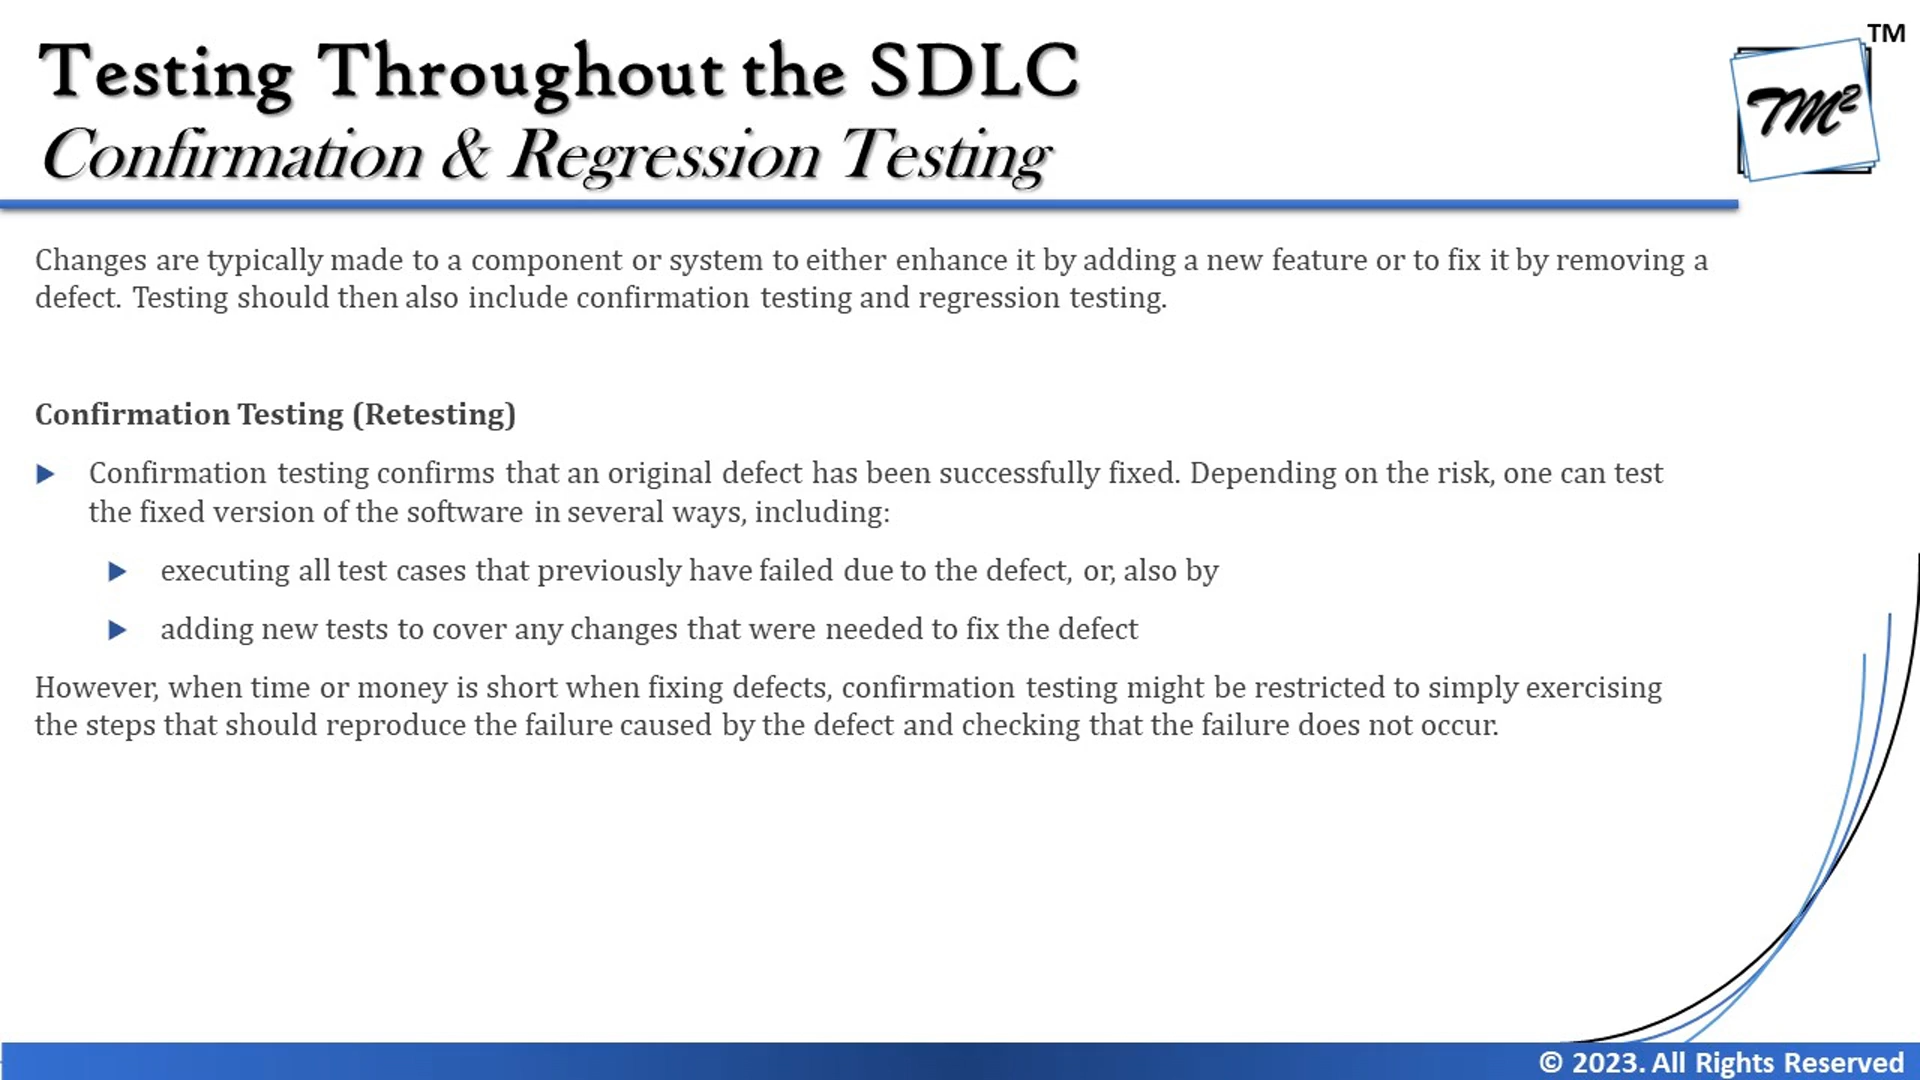 Testing Throughout the SDLC
TM
Confirmation & Regression Testing
TM²
Changes are typically made to a component or system to either enhance it by adding a new feature or to fix it by removing a
defect. Testing should then also include confirmation testing and regression testing.
Confirmation Testing (Retesting)
Confirmation testing confirms that an original defect has been successfully fixed. Depending on the risk, one can test
the fixed version of the software in several ways, including:
executing all test cases that previously have failed due to the defect, or, also by
adding new tests to cover any changes that were needed to fix the defect
However, when time or money is short when fixing defects, confirmation testing might be restricted to simply exercising
the steps that should reproduce the failure caused by the defect and checking that the failure does not occur.
© 2023. All Rights Reserved